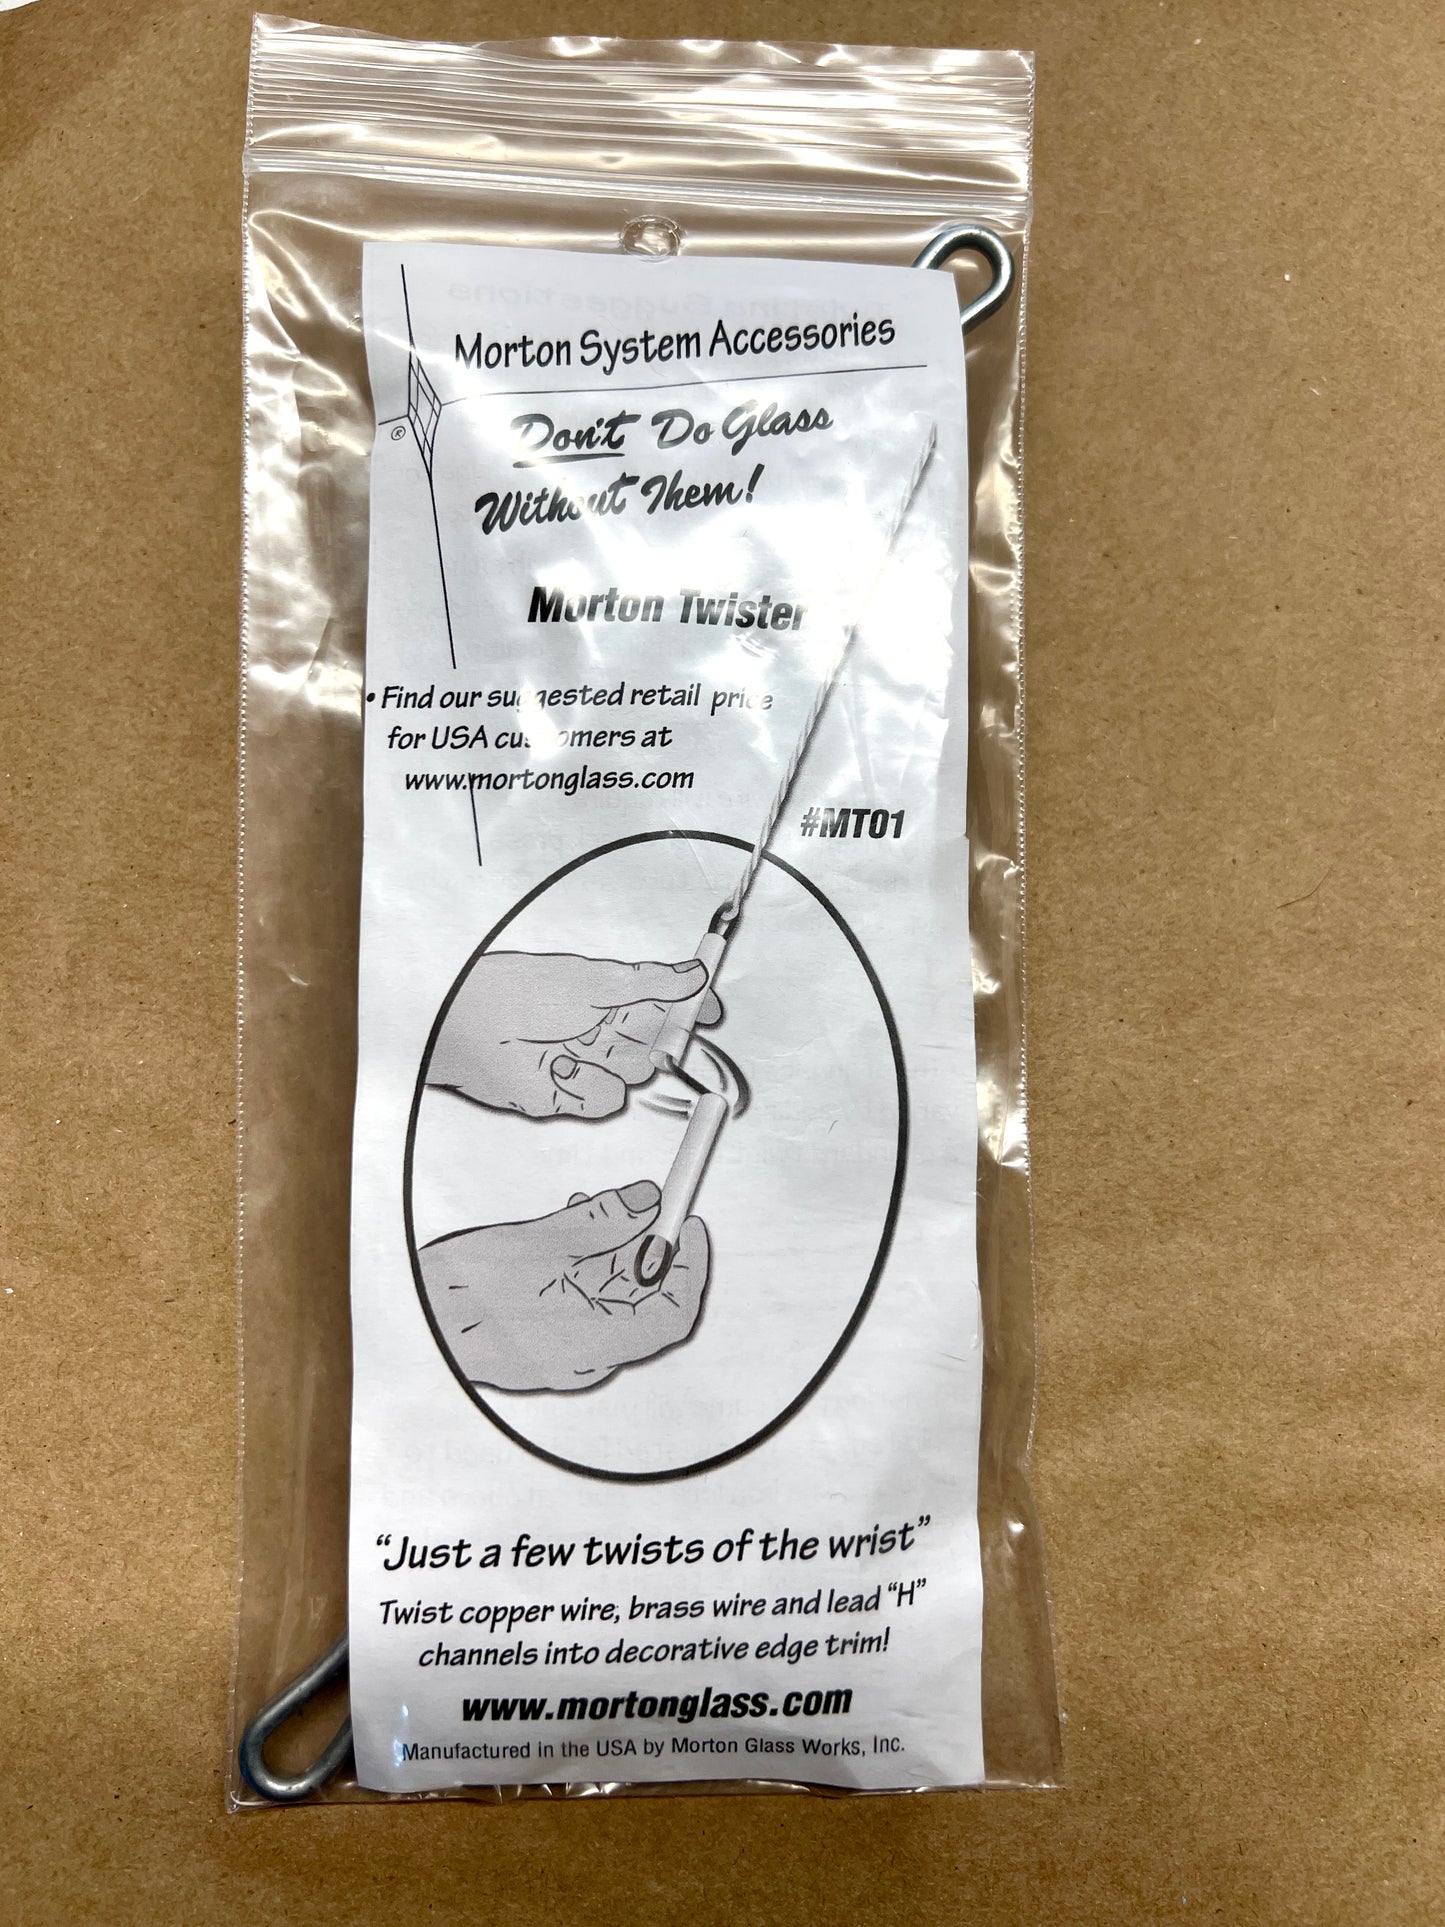 Morton System Accessories
®
Don't Do Glass
Without Them!
Morton Twister
• Find our suggested retail price
for USA customers at
www.mortonglass.com
#MT01
“Just a few twists of the wrist”
Twist copper wire, brass wire and lead “H”
channels into decorative edge trim!
www.mortonglass.com
Manufactured in the USA by Morton Glass Works, Inc.